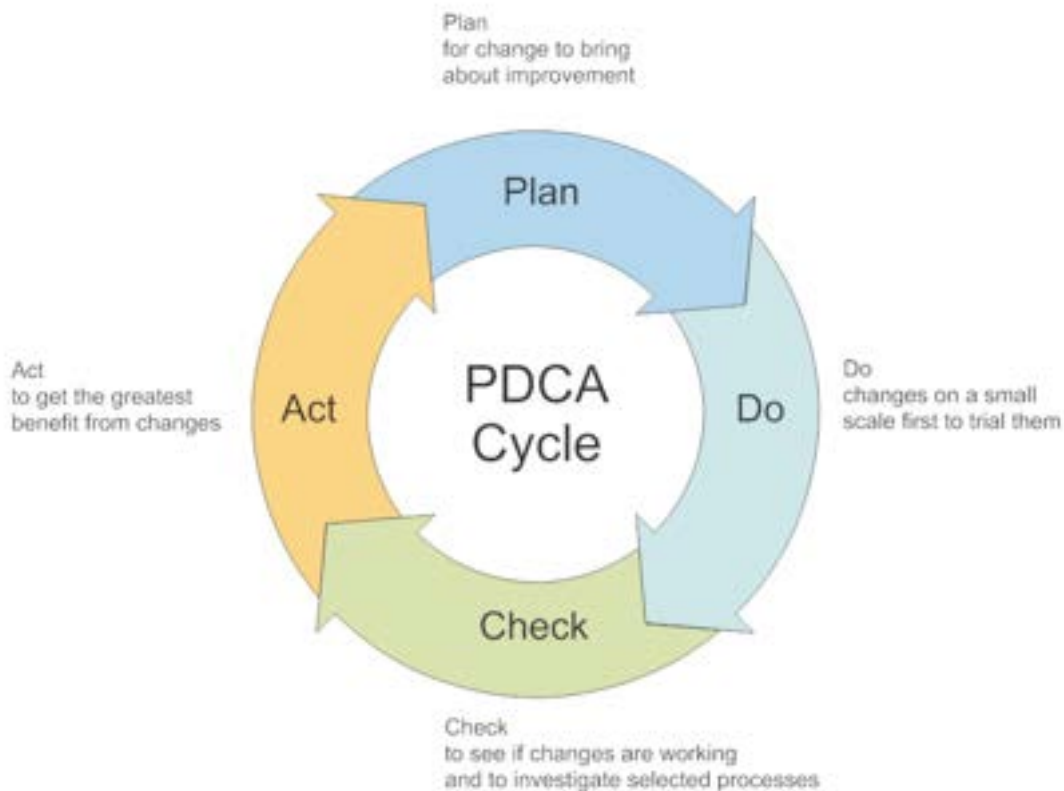 Plan
for change to bring
about improvement
Plan
Act
to get the greatest
benefit from changes
Act
PDCA
Cycle
Do
Do
changes on a small
scale first to trial them
Check
Check
to see if changes are working
and to investigate selected processes